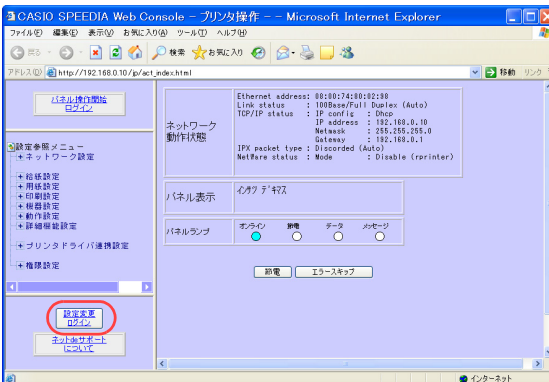 CASIO SPEEDIA Web Console - プリンタ操作 - - Microsoft Internet Explorer
ファイル(F) 編集(E) 表示(V) お気に入り(A) ツール(T) ヘルプ(H)
戻る 検索 お気に入り
アドレス(D) http://192.168.0.10/jp/act_index.html 移動 リンク
パネル操作開始
ログイン
設定参照メニュー
+ネットワーク設定
+給紙設定
+用紙設定
+印刷設定
+機器設定
+動作設定
+詳細機能設定
+プリンタドライバ連携設定
+権限設定
設定変更
ログイン
ネットdeサポート
について
ネットワーク
動作状態
Ethernet address: 08:00:74:00:02:98
Link status : 100Base/Full Duplex (Auto)
TCP/IP status : IP config : Dhcp
IP address : 192.168.0.10
Netmask : 255.255.255.0
Gateway : 192.168.0.1
IPX packet type : Discorded (Auto)
NetWare status : Mode : Disable (rprinter)
パネル表示
インサツ デキマス
パネルランプ
オンライン 節電 データ メッセージ
節電 エラースキップ
インターネット